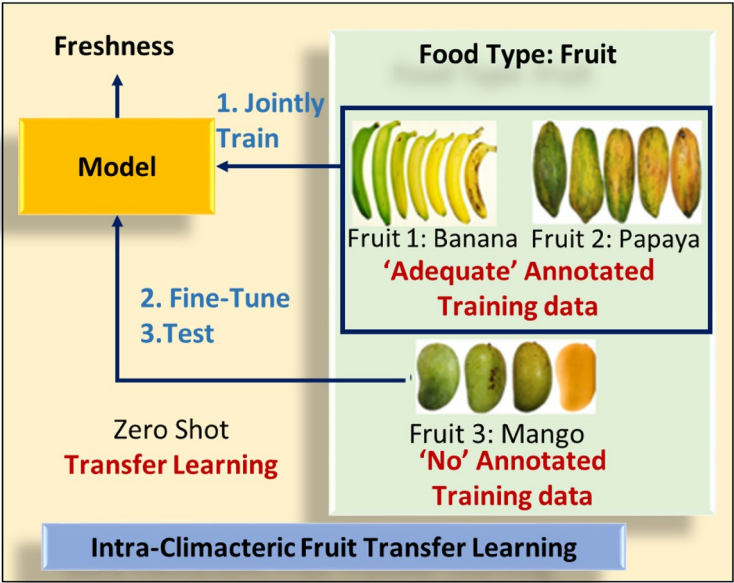 Freshness
Food Type: Fruit
1. Jointly
Train
Model
Fruit 1: Banana
Fruit 2: Papaya
‘Adequate’ Annotated
Training data
2. Fine-Tune
3.Test
Zero Shot
Transfer Learning
Fruit 3: Mango
‘No’ Annotated
Training data
Intra-Climacteric Fruit Transfer Learning